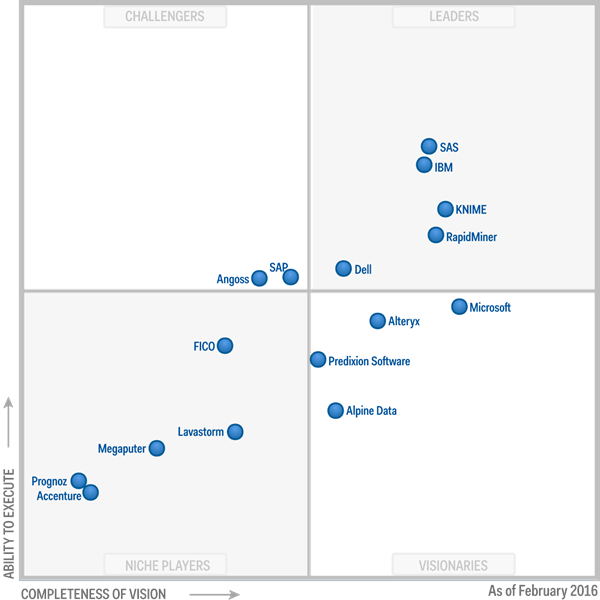 CHALLENGERS
LEADERS
SAS
IBM
KNIME
RapidMiner
SAP
Dell
Angoss
Microsoft
Alteryx
FICO
Predixion Software
Alpine Data
Lavastorm
Megaputer
Prognoz
Accenture
ABILITY TO EXECUTE
NICHE PLAYERS
VISIONARIES
COMPLETENESS OF VISION
As of February 2016